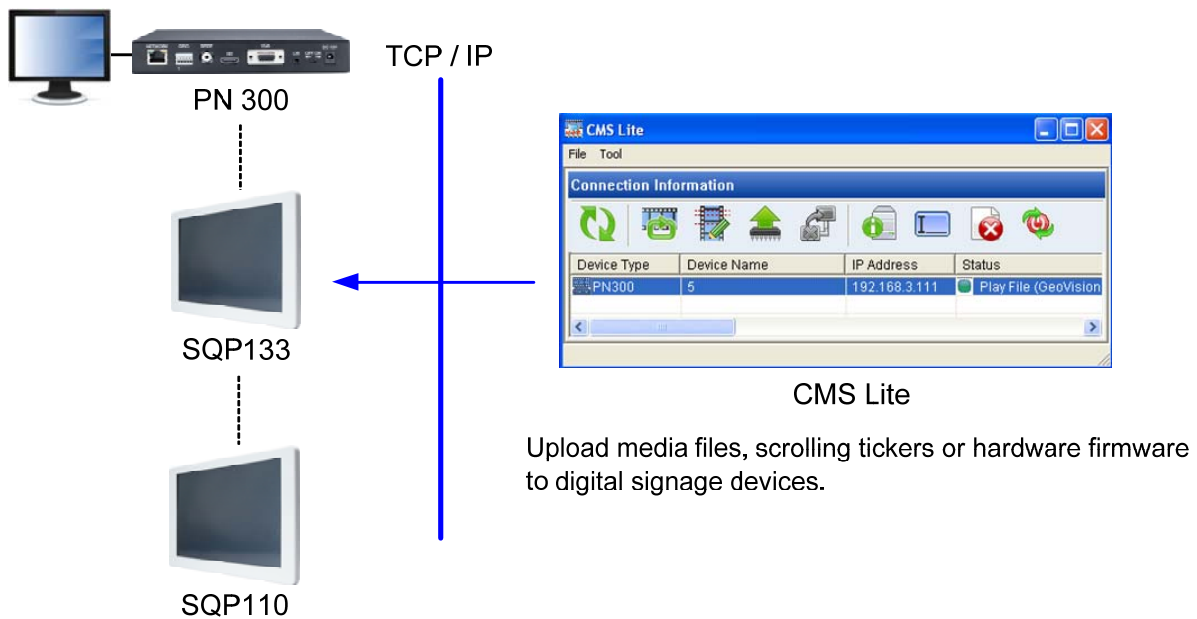 TCP / IP
PN 300
SQP133
SQP110
CMS Lite
File Tool
Connection Information
Device Type Device Name IP Address Status
PN300 5 192.168.3.111 Play File (GeoVision
CMS Lite
Upload media files, scrolling tickers or hardware firmware
to digital signage devices.